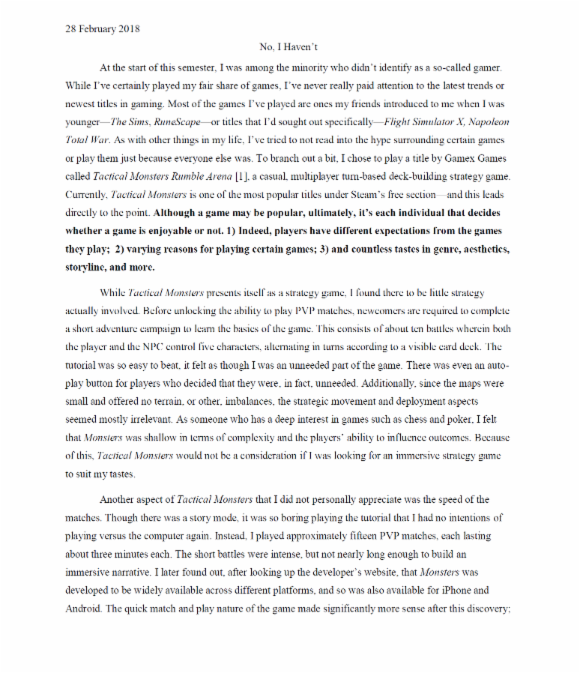 28 February 2018
No, I Haven't
At the start of this semester, I was among the minority who didn't identify as a so-called gamer.
While I've certainly played my fair share of games, I've never really paid attention to the latest trends or
newest titles in gaming. Most of the games I've played are ones my friends introduced to me when I was
younger—The Sims, RuneScape—or titles that I'd sought out specifically—Flight Simulator X, Napoleon
Total War. As with other things in my life, I've tried to not read into the hype surrounding certain games
or play them just because everyone else was. To branch out a bit, I chose to play a title by Gamex Games
called Tactical Monsters Rumble Arena [1], a casual, multiplayer turn-based deck-building strategy game.
Currently, Tactical Monsters is one of the most popular titles under Steam's free section—and this leads
directly to the point. Although a game may be popular, ultimately, it's each individual that decides
whether a game is enjoyable or not. 1) Indeed, players have different expectations from the games
they play; 2) varying reasons for playing certain games; 3) and countless tastes in genre, aesthetics,
storyline, and more.
While Tactical Monsters presents itself as a strategy game, I found there to be little strategy
actually involved. Before unlocking the ability to play PVP matches, newcomers are required to complete
a short adventure campaign to learn the basics of the game. This consists of about ten battles wherein both
the player and the NPC control five characters, alternating in turns according to a visible card deck. The
tutorial was so easy to beat, it felt as though I was an unneeded part of the game. There was even an auto-
play button for players who decided that they were, in fact, unneeded. Additionally, since the maps were
small and offered no terrain, or other, imbalances, the strategic movement and deployment aspects
seemed mostly irrelevant. As someone who has a deep interest in games such as chess and poker, I felt
that Monsters was shallow in terms of complexity and the players' ability to influence outcomes. Because
of this, Tactical Monsters would not be a consideration if I was looking for an immersive strategy game
to suit my tastes.
Another aspect of Tactical Monsters that I did not personally appreciate was the speed of the
matches. Though there was a story mode, it was so boring playing the tutorial that I had no intentions of
playing versus the computer again. Instead, I played approximately fifteen PVP matches, each lasting
about three minutes each. The short battles were intense, but not nearly long enough to build an
immersive narrative. I later found out, after looking up the developer's website, that Monsters was
developed to be widely available across different platforms, and so was also available for iPhone and
Android. The quick match and play nature of the game made significantly more sense after this discovery;